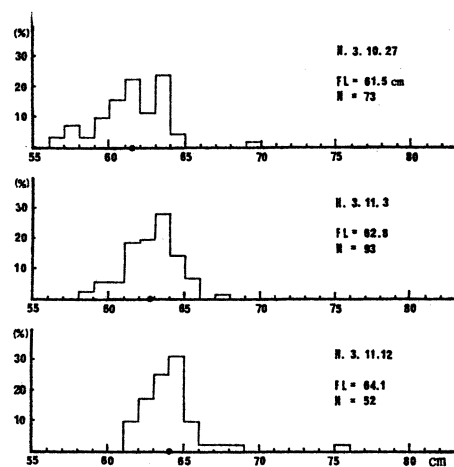 (%)
30
20
10
H. 3.10.27
FL = 61.5 cm
N = 73
55 60 65 70 75 80
(%)
30
20
10
H. 3.11.3
FL = 62.8
N = 93
55 60 65 70 75 80
(%)
30
20
10
H. 3.11.12
FL = 64.1
N = 52
55 60 65 70 75 80 cm